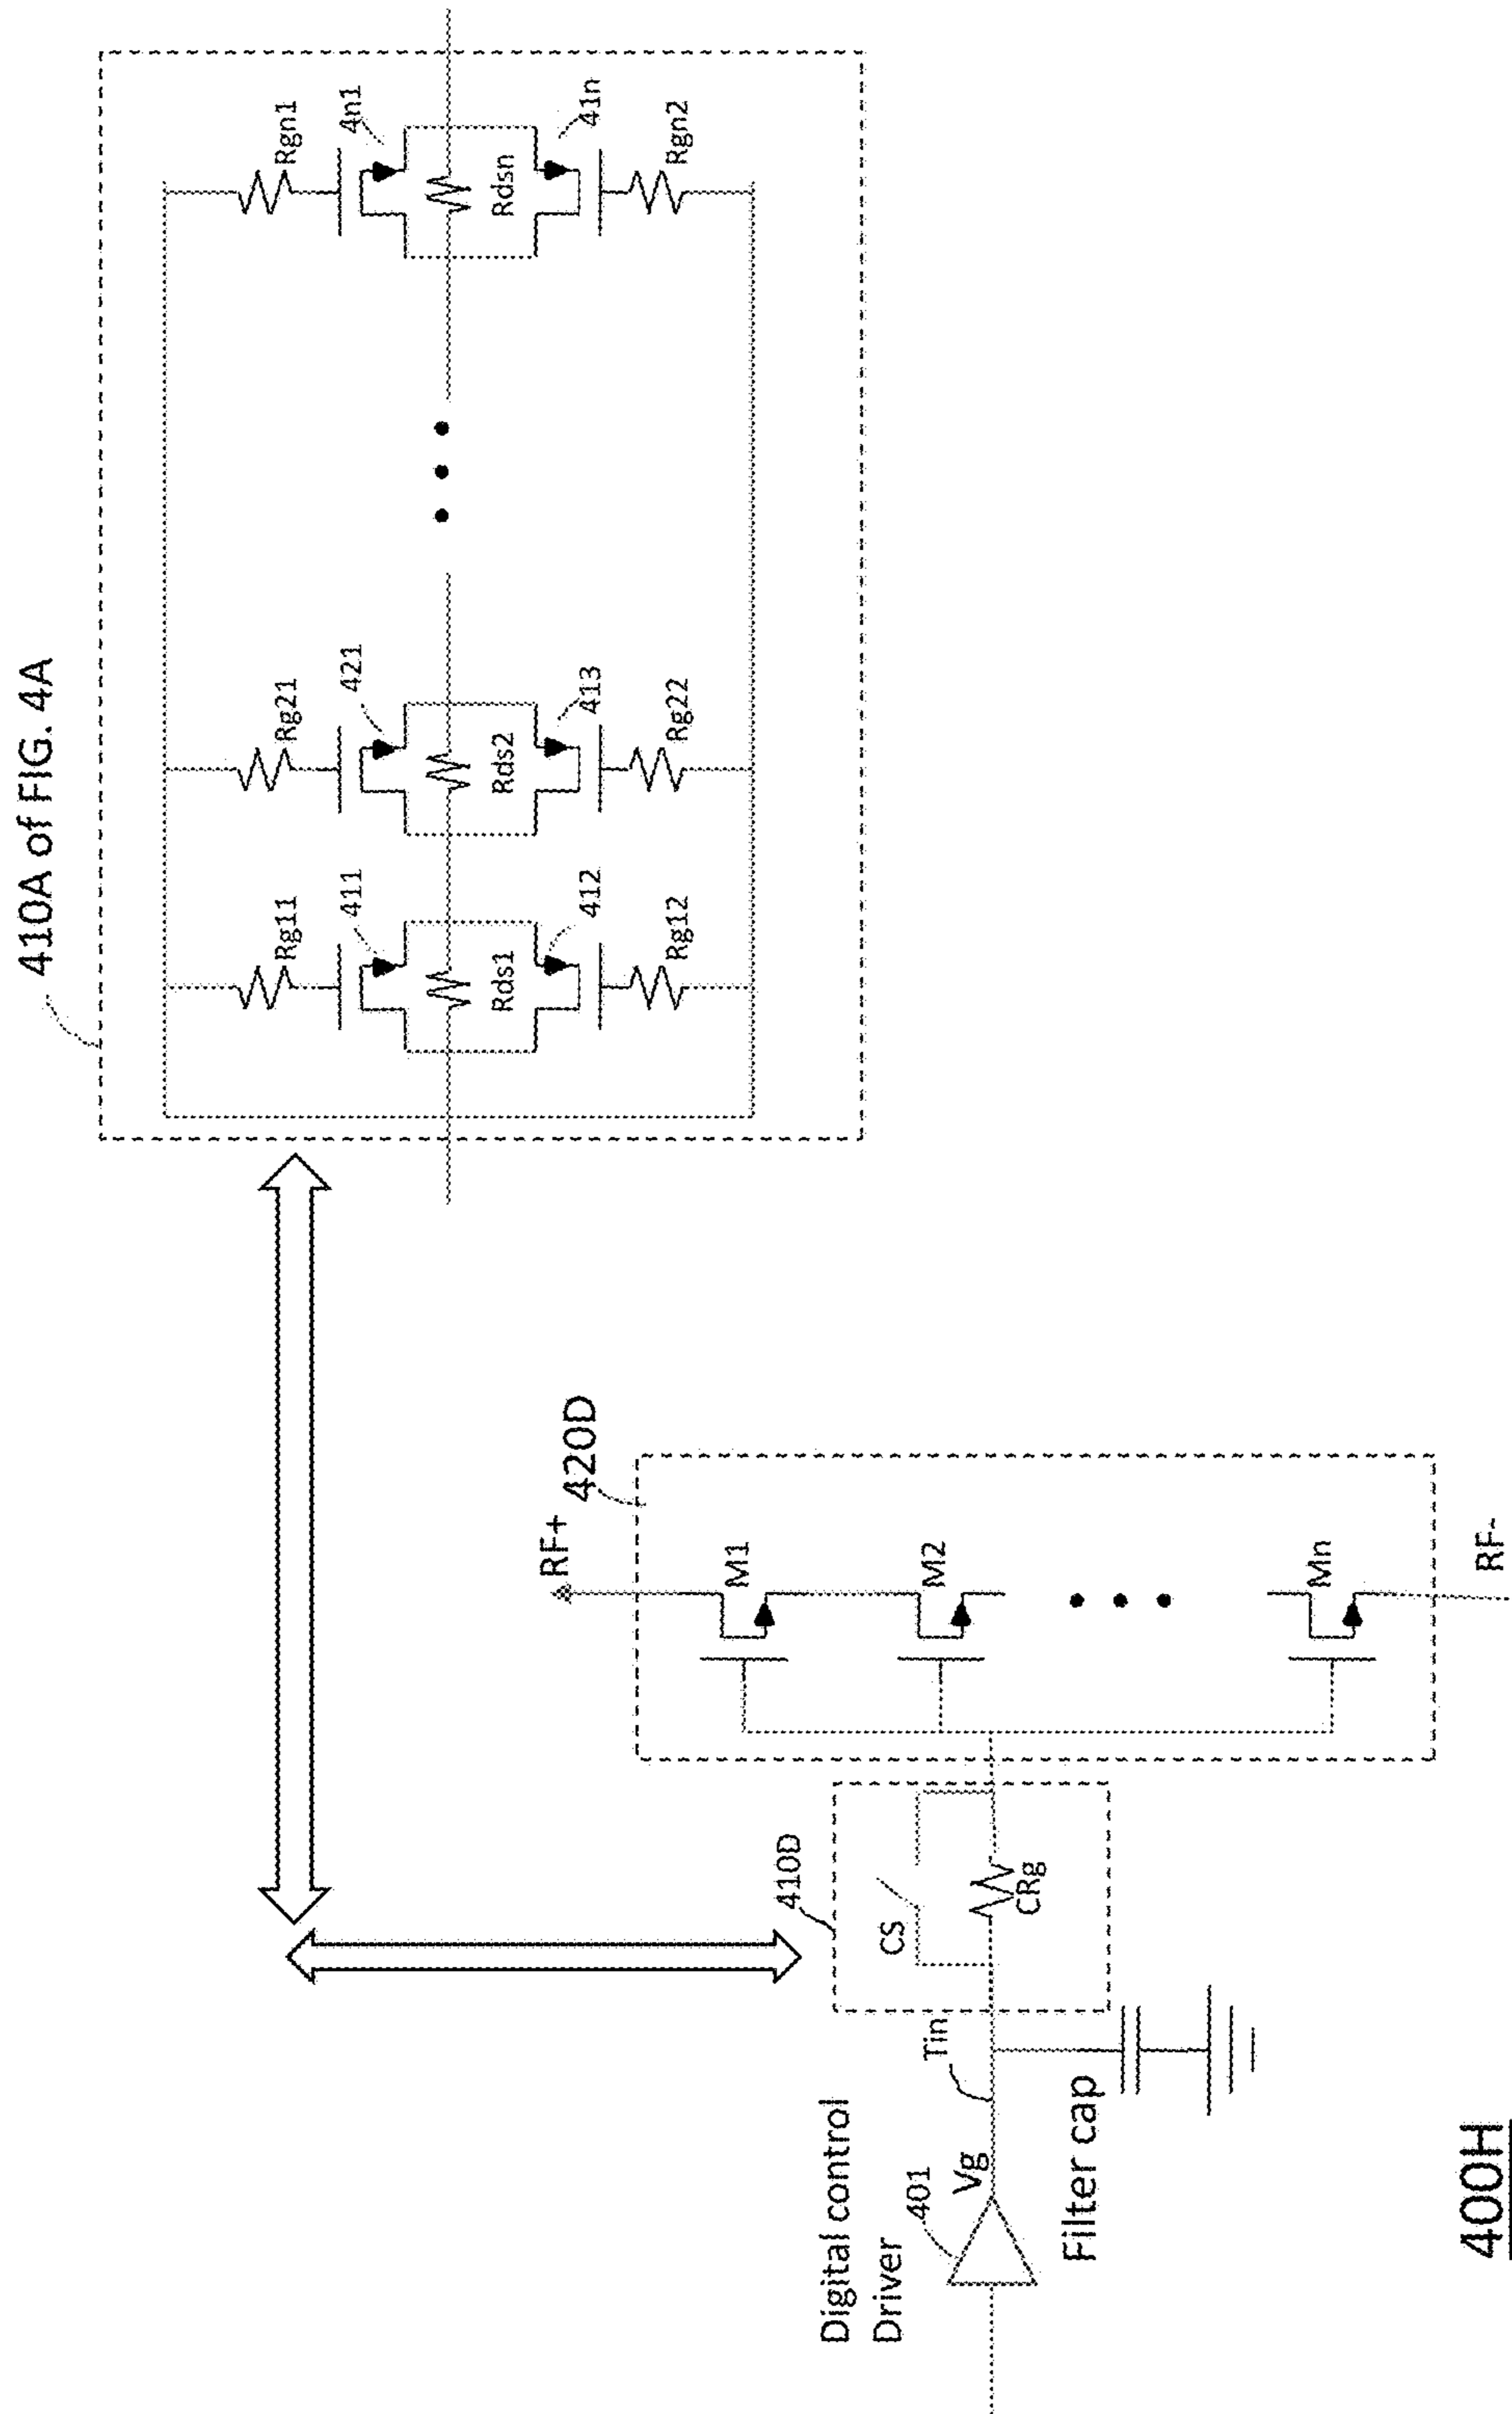 410A of FIG. 4A
Rg11
Rg21
Rgn1
411
421
4n1
Rds1
Rds2
Rdsn
412
413
41n
Rg12
Rg22
Rgn2
RF+
420D
M1
M2
Mn
RF-
410D
CS
CRg
Digital control
Driver
401
Vg
Tin
Filter cap
400H